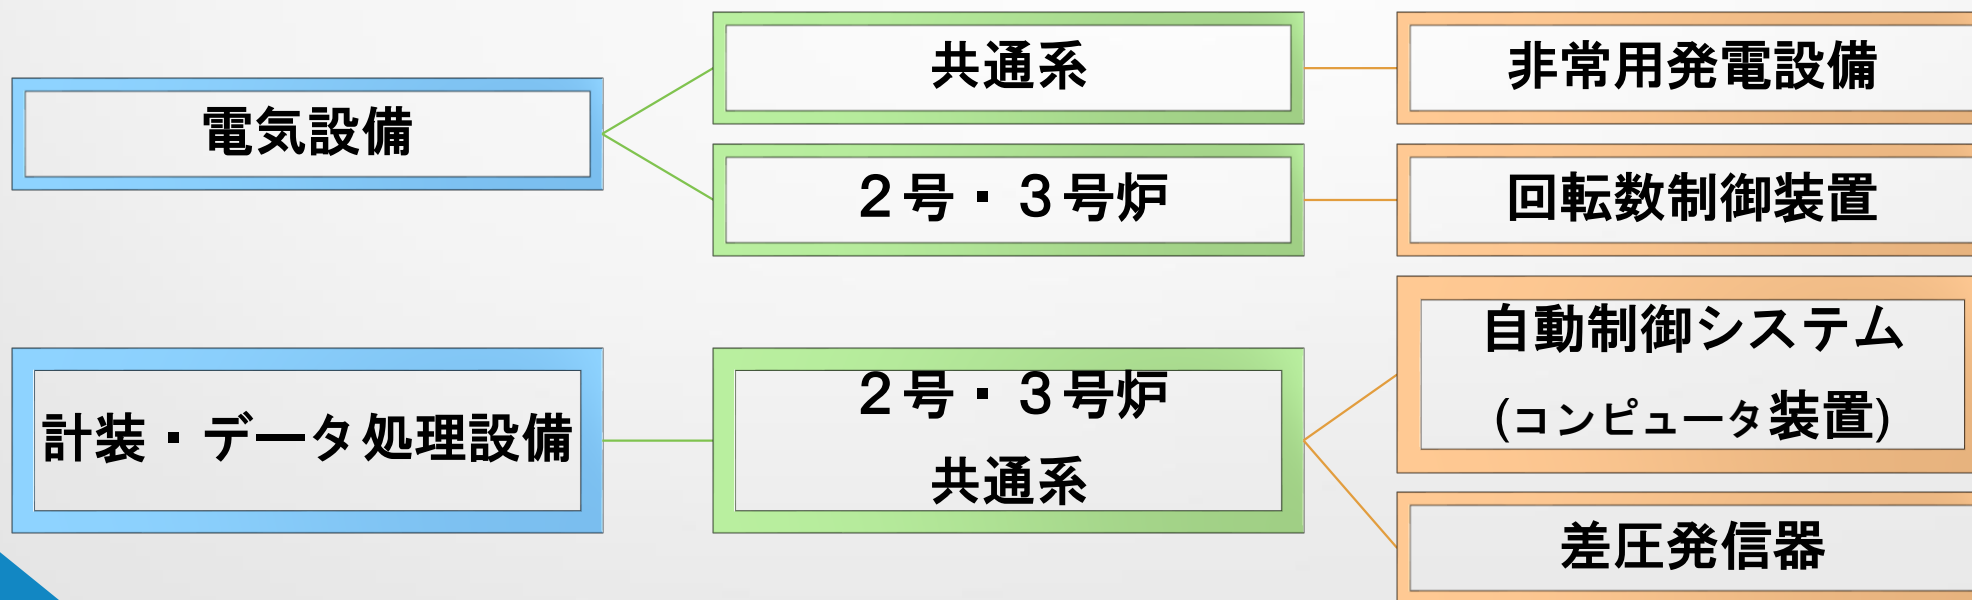 電気設備
共通系
非常用発電設備
２号・３号炉
回転数制御装置
計装・データ処理設備
２号・３号炉
共通系
自動制御システム
(コンピュータ装置)
差圧発信器